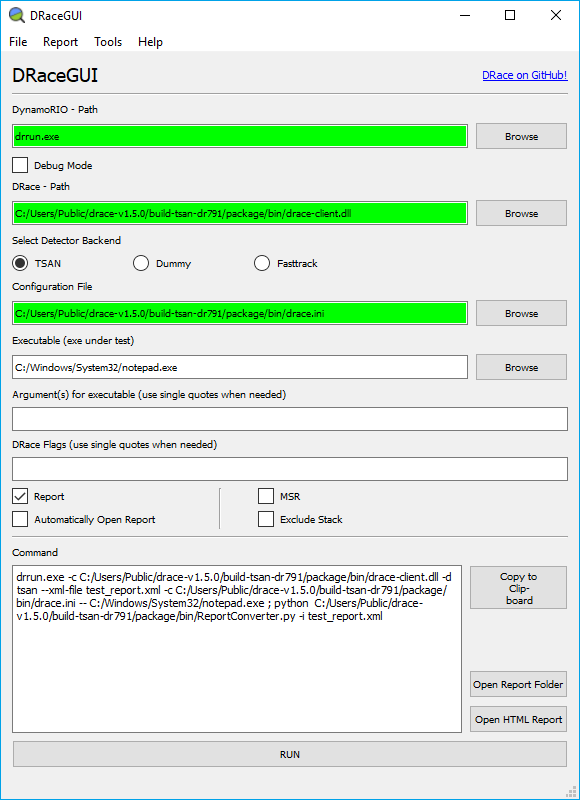 DRaceGUI
File Report Tools Help
DRaceGUI
DRace on GitHub!
DynamoRIO - Path
drrun.exe
Browse
Debug Mode
DRace - Path
C:/Users/Public/drace-v1.5.0/build-tsan-dr791/package/bin/drace-client.dll
Browse
Select Detector Backend
TSAN Dummy Fasttrack
Configuration File
C:/Users/Public/drace-v1.5.0/build-tsan-dr791/package/bin/drace.ini
Browse
Executable (exe under test)
C:/Windows/System32/notepad.exe
Browse
Argument(s) for executable (use single quotes when needed)
DRace Flags (use single quotes when needed)
Report MSR
Automatically Open Report Exclude Stack
Command
drrun.exe -c C:/Users/Public/drace-v1.5.0/build-tsan-dr791/package/bin/drace-client.dll -d
tsan --xml-file test_report.xml -c C:/Users/Public/drace-v1.5.0/build-tsan-dr791/package/
bin/drace.ini -- C:/Windows/System32/notepad.exe ; python  C:/Users/Public/drace-
v1.5.0/build-tsan-dr791/package/bin/ReportConverter.py -i test_report.xml
Copy to
Clip-
board
Open Report Folder
Open HTML Report
RUN